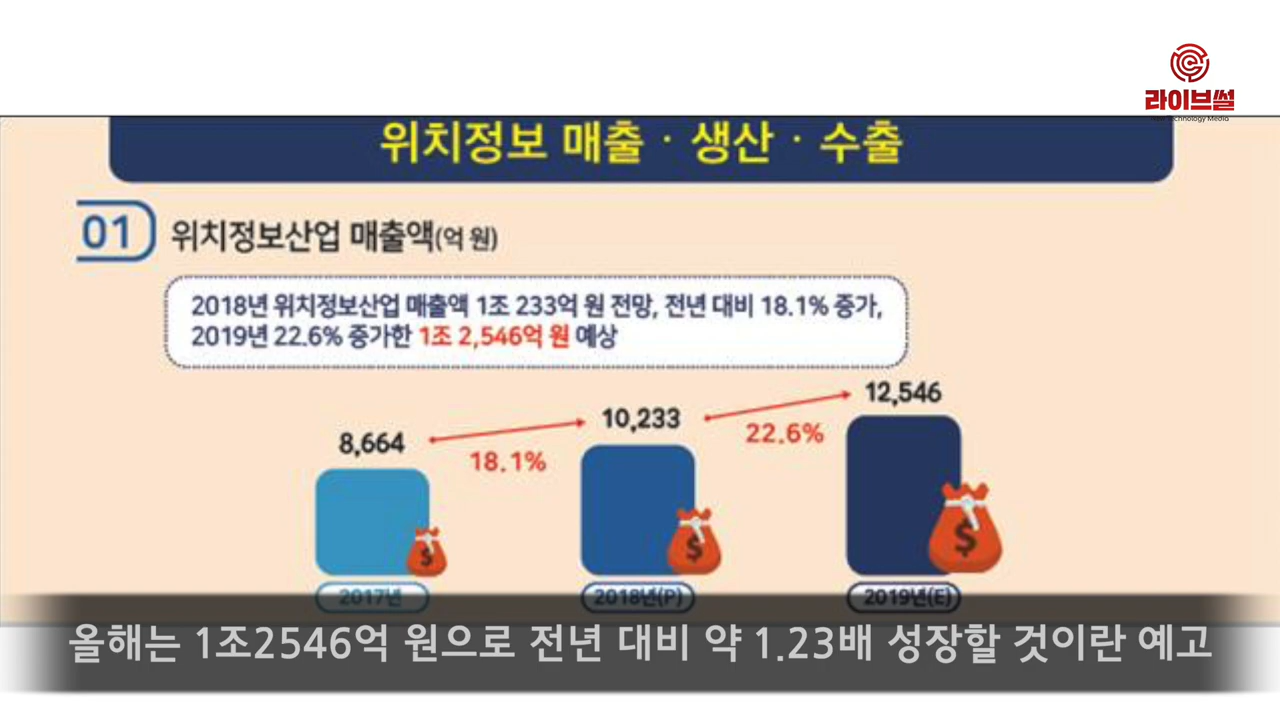 라이브썰
위치정보 매출 · 생산 · 수출
01
위치정보산업 매출액(억 원)
2018년 위치정보산업 매출액 1조 233억 원 전망, 전년 대비 18.1% 증가,
2019년 22.6% 증가한 1조 2,546억 원 예상
8,664
18.1%
10,233
22.6%
12,546
$
$
$
2017년
2018년(P)
2019년(E)
올해는 1조2546억 원으로 전년 대비 약 1.23배 성장할 것이란 예고